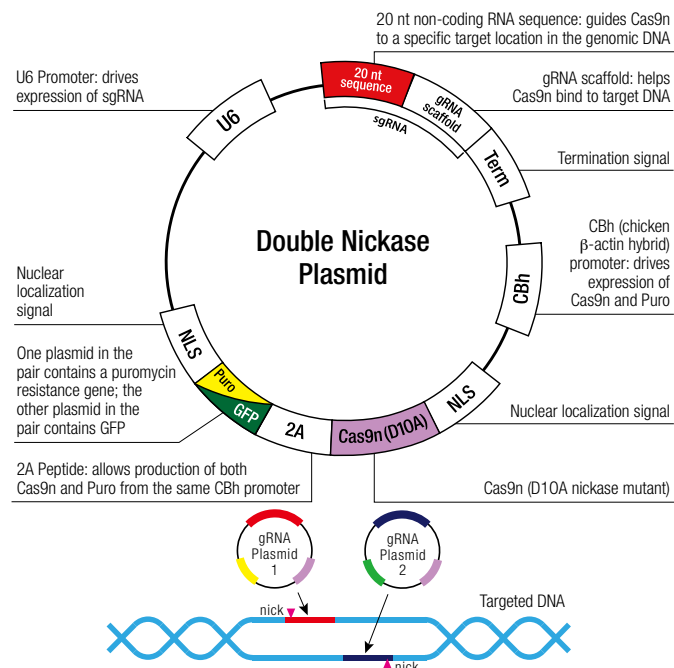 20 nt non-coding RNA sequence: guides Cas9n
to a specific target location in the genomic DNA
U6 Promoter: drives
expression of sgRNA
gRNA scaffold: helps
Cas9n bind to target DNA
20 nt
sequence
gRNA
scaffold
sgRNA
U6
Term
Termination signal
Double Nickase
Plasmid
CBh (chicken
β-actin hybrid)
promoter: drives
expression of
Cas9n and Puro
CBh
Nuclear
localization
signal
NLS
One plasmid in the
pair contains a puromycin
resistance gene; the
other plasmid in the
pair contains GFP
Puro
GFP
2A
Cas9n (D10A)
NLS
Nuclear localization signal
2A Peptide: allows production of both
Cas9n and Puro from the same CBh promoter
Cas9n (D10A nickase mutant)
gRNA
Plasmid
1
gRNA
Plasmid
2
nick
Targeted DNA
nick